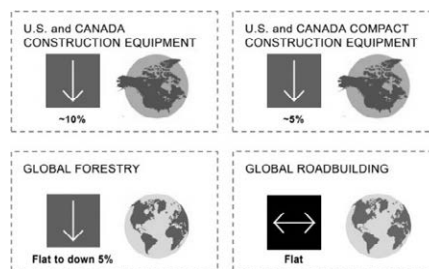 U.S. and CANADA
CONSTRUCTION EQUIPMENT
~10%
U.S. and CANADA COMPACT
CONSTRUCTION EQUIPMENT
~5%
GLOBAL FORESTRY
Flat to down 5%
GLOBAL ROADBUILDING
Flat